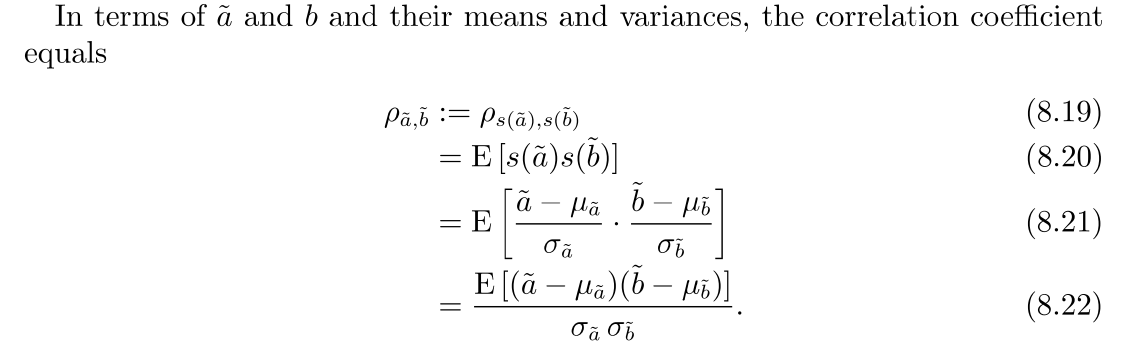 In terms of ã and b and their means and variances, the correlation coefficient
equals
ρ_{ã,b̃} := ρ_{s(ã),s(b̃)} (8.19)
= E [s(ã)s(b̃)] (8.20)
= E [ (ã − μ_ã)/σ_ã · (b̃ − μ_b̃)/σ_b̃ ] (8.21)
= E [(ã − μ_ã)(b̃ − μ_b̃)] / (σ_ã σ_b̃). (8.22)